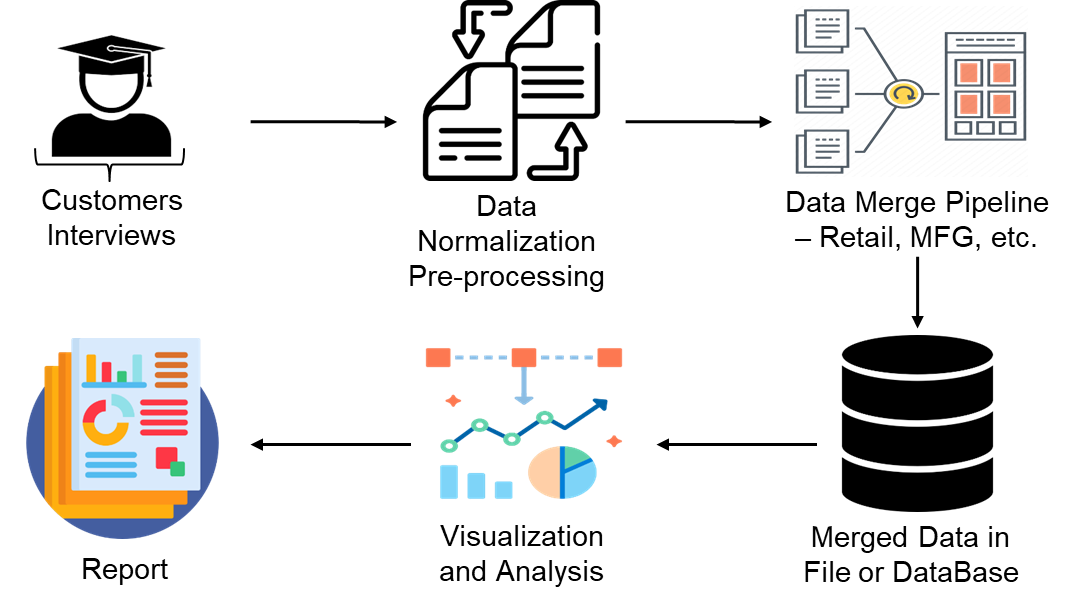 Customers
Interviews
Data
Normalization
Pre-processing
Data Merge Pipeline
– Retail, MFG, etc.
Merged Data in
File or DataBase
Visualization
and Analysis
Report